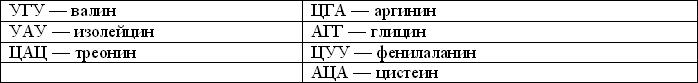 УГУ — валин ЦГА — аргинин
УАУ — изолейцин АГГ — глицин
ЦАЦ — треонин ЦУУ — фенилаланин
АЦА — цистеин